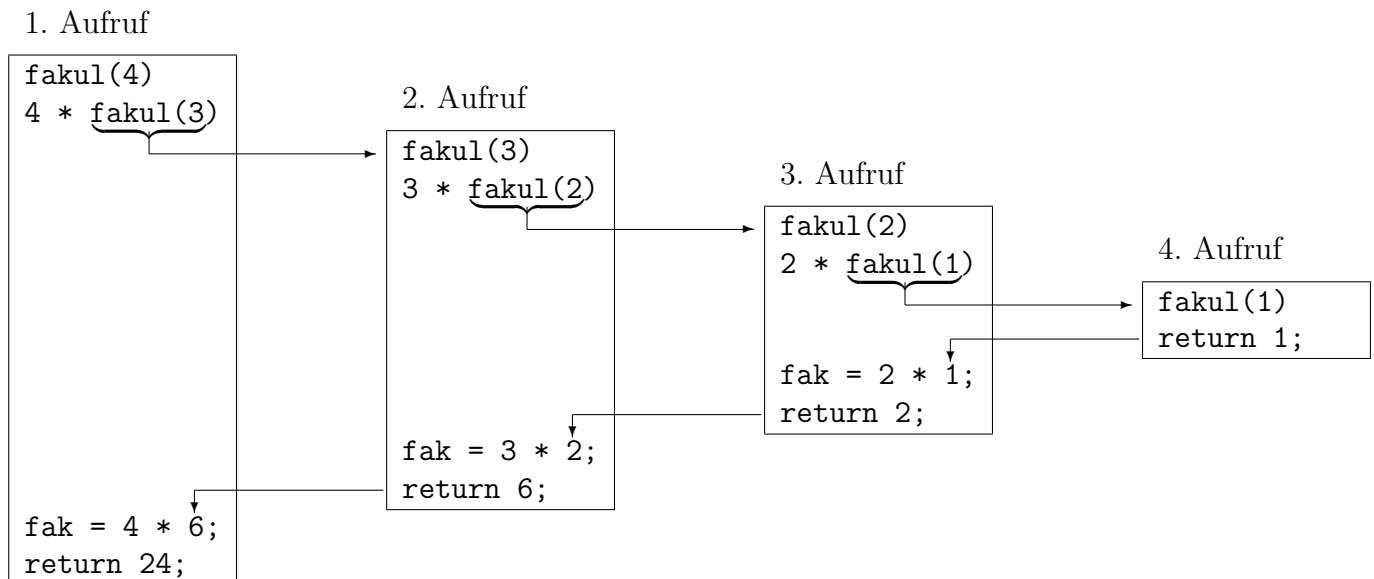 1. Aufruf
fakul(4)
4 * fakul(3)
fak = 4 * 6;
return 24;
2. Aufruf
fakul(3)
3 * fakul(2)
fak = 3 * 2;
return 6;
3. Aufruf
fakul(2)
2 * fakul(1)
fak = 2 * 1;
return 2;
4. Aufruf
fakul(1)
return 1;